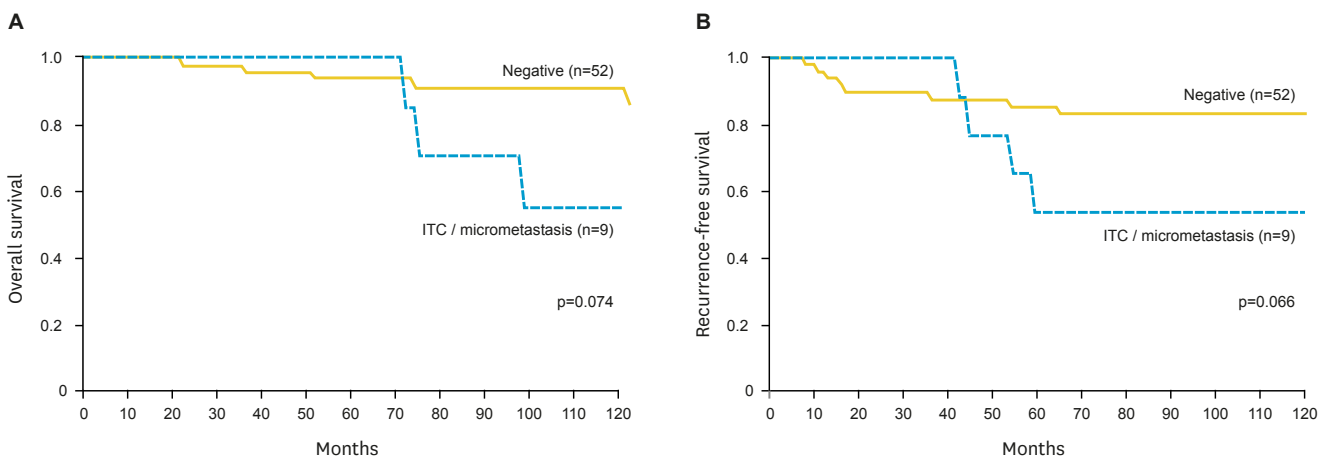 A
Overall survival
1.0
0.8
0.6
0.4
0.2
0
Negative (n=52)
ITC / micrometastasis (n=9)
p=0.074
0 10 20 30 40 50 60 70 80 90 100 110 120
Months
B
Recurrence-free survival
1.0
0.8
0.6
0.4
0.2
0
Negative (n=52)
ITC / micrometastasis (n=9)
p=0.066
0 10 20 30 40 50 60 70 80 90 100 110 120
Months